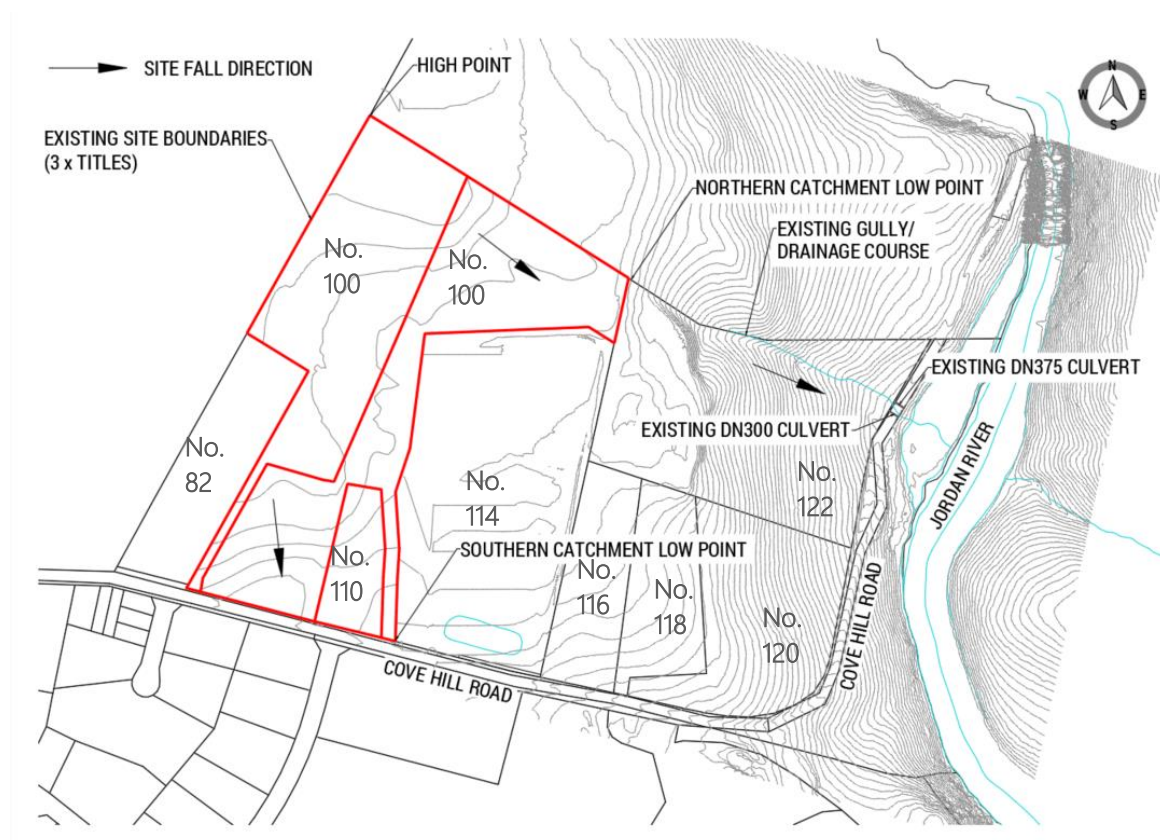 SITE FALL DIRECTION
HIGH POINT
N
W
E
S
EXISTING SITE BOUNDARIES
(3 x TITLES)
NORTHERN CATCHMENT LOW POINT
EXISTING GULLY/
DRAINAGE COURSE
No.
100
No.
100
EXISTING DN375 CULVERT
EXISTING DN300 CULVERT
JORDAN RIVER
No.
82
No.
114
No.
122
SOUTHERN CATCHMENT LOW POINT
No.
110
No.
116
No.
118
No.
120
COVE HILL ROAD
COVE HILL ROAD